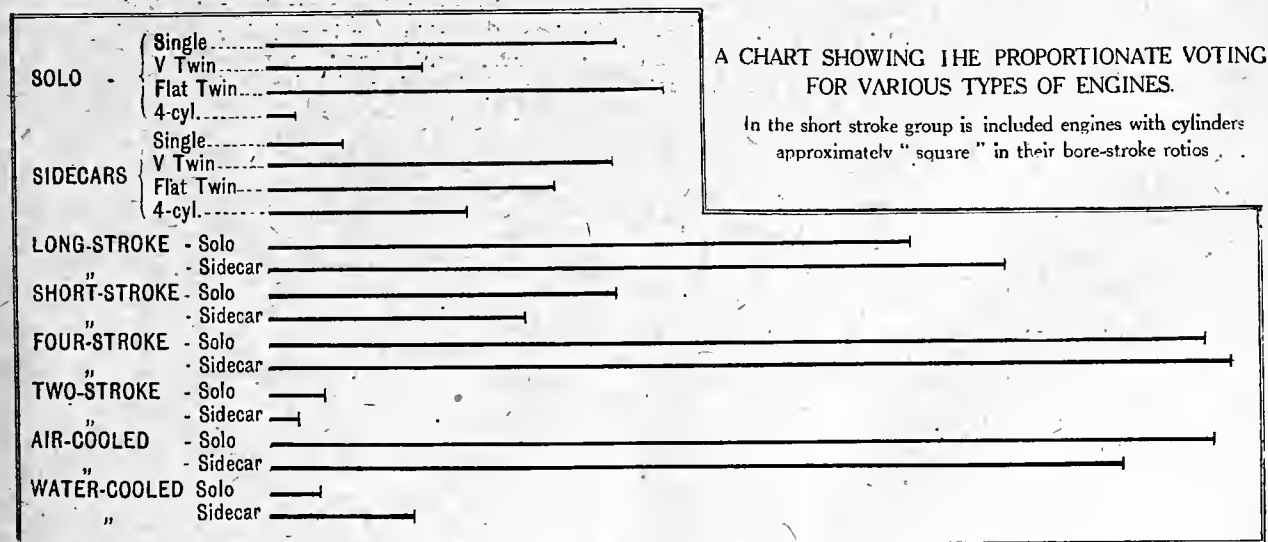 A CHART SHOWING THE PROPORTIONATE VOTING
FOR VARIOUS TYPES OF ENGINES.
In the short stroke group is included engines with cylinders
approximately "square" in their bore-stroke rotios
SOLO -
Single
V Twin
Flat Twin
4-cyl.
SIDECARS
Single
V Twin
Flat Twin
4-cyl.
LONG-STROKE - Solo
„ - Sidecar
SHORT-STROKE - Solo
„ - Sidecar
FOUR-STROKE - Solo
„ - Sidecar
TWO-STROKE - Solo
„ - Sidecar
AIR-COOLED - Solo
„ - Sidecar
WATER-COOLED Solo
„ Sidecar